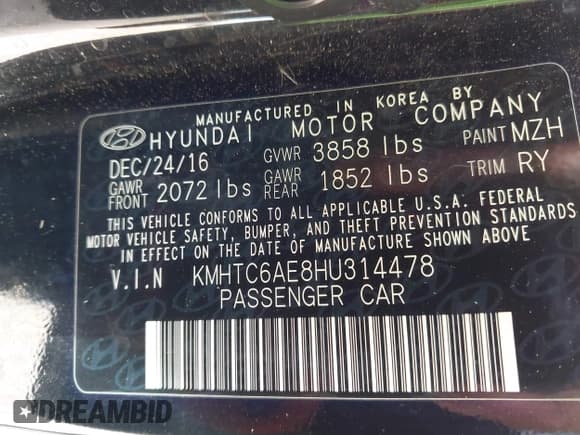 MANUFACTURED IN KOREA BY
HYUNDAI MOTOR COMPANY
DEC/24/16 GVWR 3858 lbs PAINT MZH
GAWR FRONT 2072 lbs GAWR REAR 1852 lbs TRIM RY
THIS VEHICLE CONFORMS TO ALL APPLICABLE U.S.A. FEDERAL
MOTOR VEHICLE SAFETY, BUMPER, AND THEFT PREVENTION STANDARDS
IN EFFECT ON THE DATE OF MANUFACTURE SHOWN ABOVE
V.I.N KMHTC6AE8HU314478
PASSENGER CAR
DREAMBID